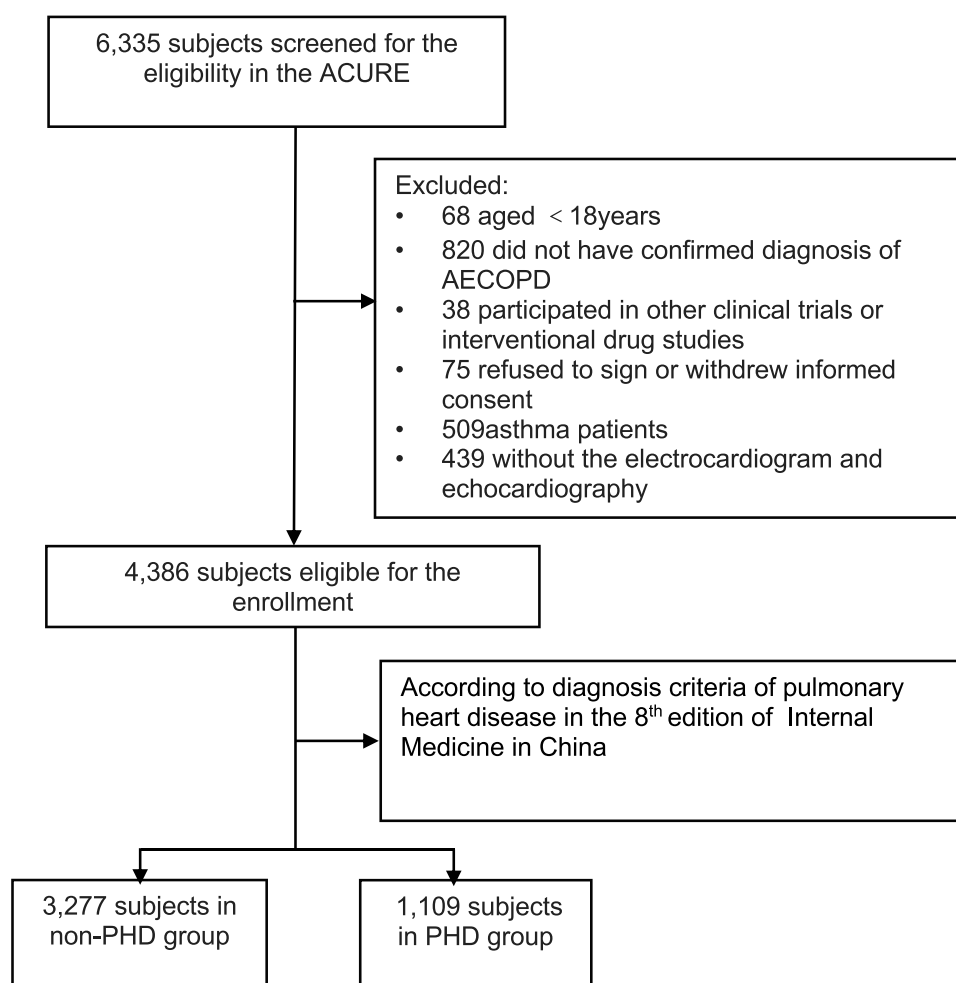 6,335 subjects screened for the
eligibility in the ACURE
Excluded:
• 68 aged < 18years
• 820 did not have confirmed diagnosis of
AECOPD
• 38 participated in other clinical trials or
interventional drug studies
• 75 refused to sign or withdrew informed
consent
• 509asthma patients
• 439 without the electrocardiogram and
echocardiography
4,386 subjects eligible for the
enrollment
According to diagnosis criteria of pulmonary
heart disease in the 8th edition of Internal
Medicine in China
3,277 subjects in
non-PHD group
1,109 subjects
in PHD group